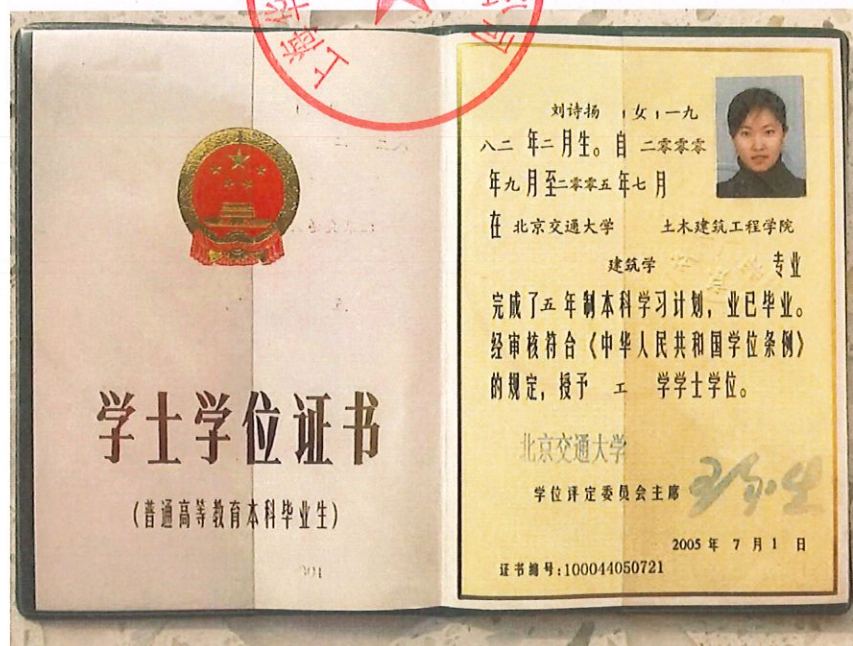 上海华
司
学士学位证书
(普通高等教育本科毕业生)
刘诗扬 ,女,一九
八二 年二月生。自 二零零零
年九月至二零零五年七月
在 北京交通大学 土木建筑工程学院
建筑学 专业
完成了五年制本科学习计划,业已毕业。
经审核符合《中华人民共和国学位条例》
的规定,授予 工 学学士学位。
北京交通大学
学位评定委员会主席
2005 年 7 月 1 日
证书编号:100044050721